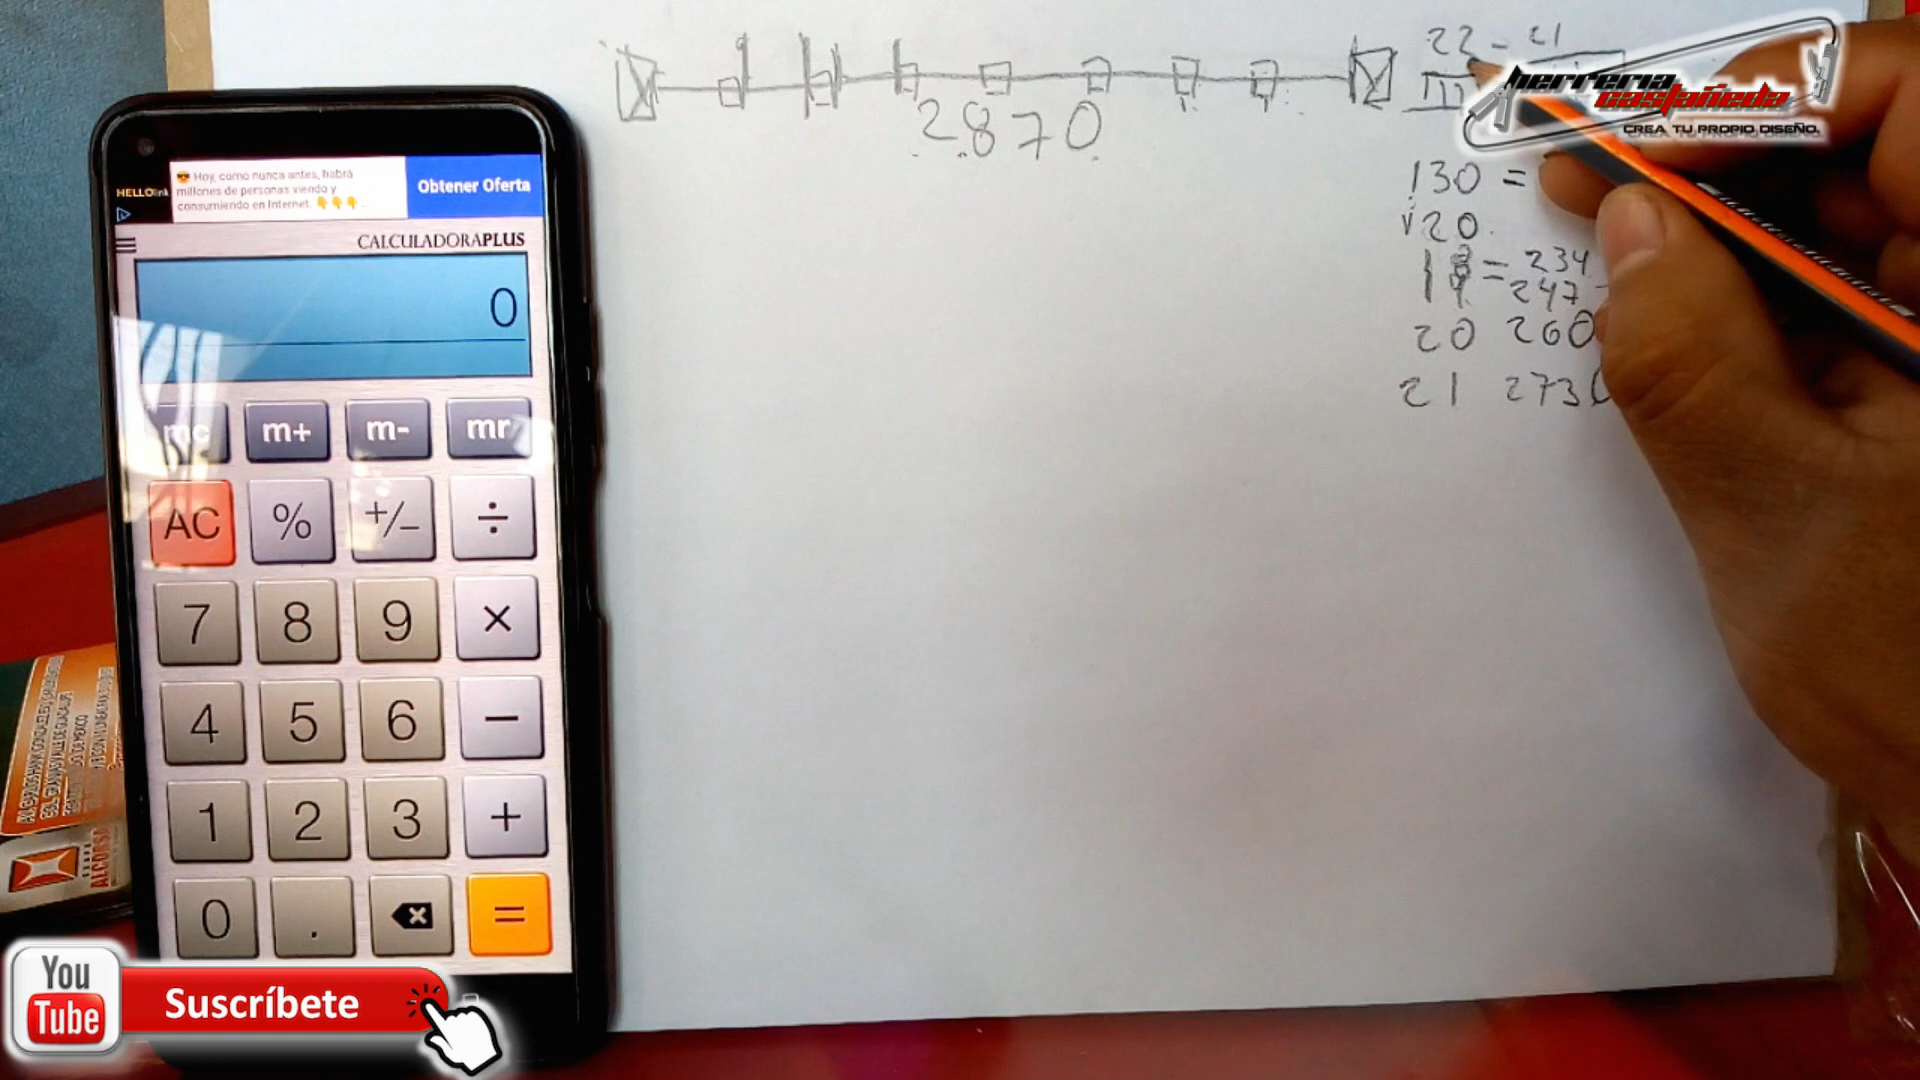 HELLOlink
😎 Hoy, como nunca antes, habrá
millones de personas viendo y
consumiendo en Internet. 👇👇👇...
Obtener Oferta
CALCULADORAPLUS
0
mc m+ m- mr
AC % +/- ÷
7 8 9 ×
4 5 6 −
1 2 3 +
0 . =
2870
22 - 21
herreria
castañeda
CREA TU PROPIO DISEÑO.
130 =
120
18 = 234
19 247
20 260
21 2730
You
Tube
Suscríbete